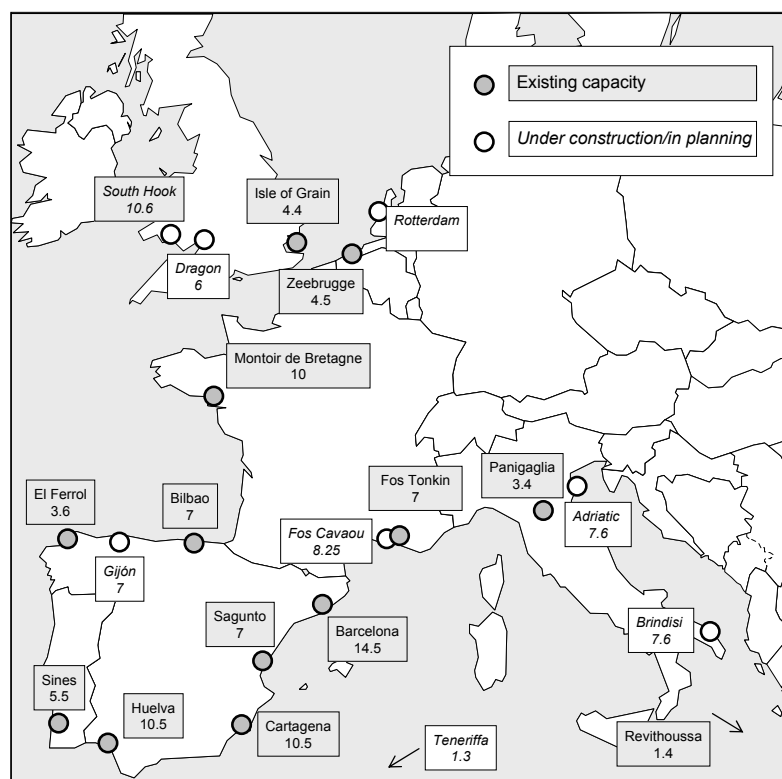 Existing capacity
Under construction/in planning
South Hook
10.6
Isle of Grain
4.4
Rotterdam
Dragon
6
Zeebrugge
4.5
Montoir de Bretagne
10
El Ferrol
3.6
Bilbao
7
Fos Tonkin
7
Panigaglia
3.4
Gijón
7
Fos Cavaou
8.25
Adriatic
7.6
Sagunto
7
Barcelona
14.5
Brindisi
7.6
Sines
5.5
Huelva
10.5
Cartagena
10.5
Teneriffa
1.3
Revithoussa
1.4